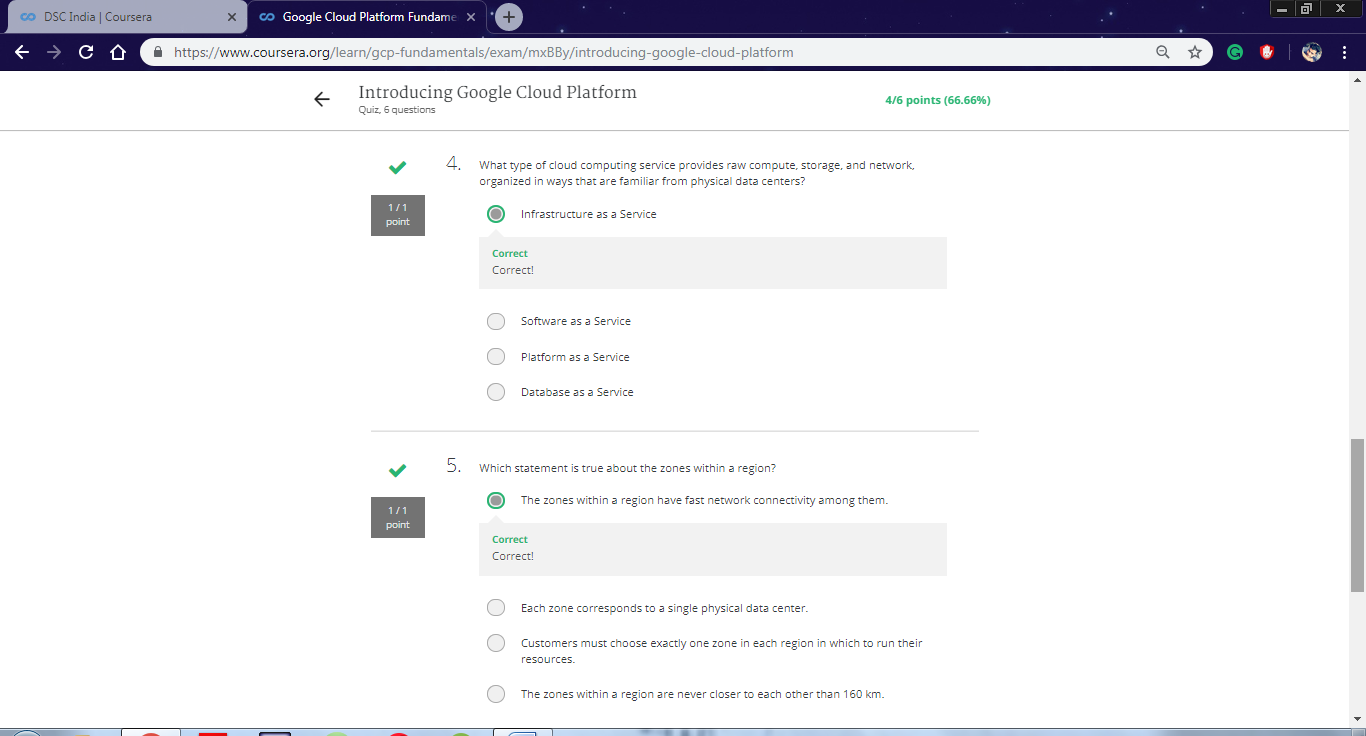 DSC India | Coursera
Google Cloud Platform Fundame
https://www.coursera.org/learn/gcp-fundamentals/exam/mxBBy/introducing-google-cloud-platform
Introducing Google Cloud Platform
Quiz, 6 questions
4/6 points (66.66%)
4.
What type of cloud computing service provides raw compute, storage, and network,
organized in ways that are familiar from physical data centers?
1 / 1
point
Infrastructure as a Service
Correct
Correct!
Software as a Service
Platform as a Service
Database as a Service
5.
Which statement is true about the zones within a region?
1 / 1
point
The zones within a region have fast network connectivity among them.
Correct
Correct!
Each zone corresponds to a single physical data center.
Customers must choose exactly one zone in each region in which to run their
resources.
The zones within a region are never closer to each other than 160 km.